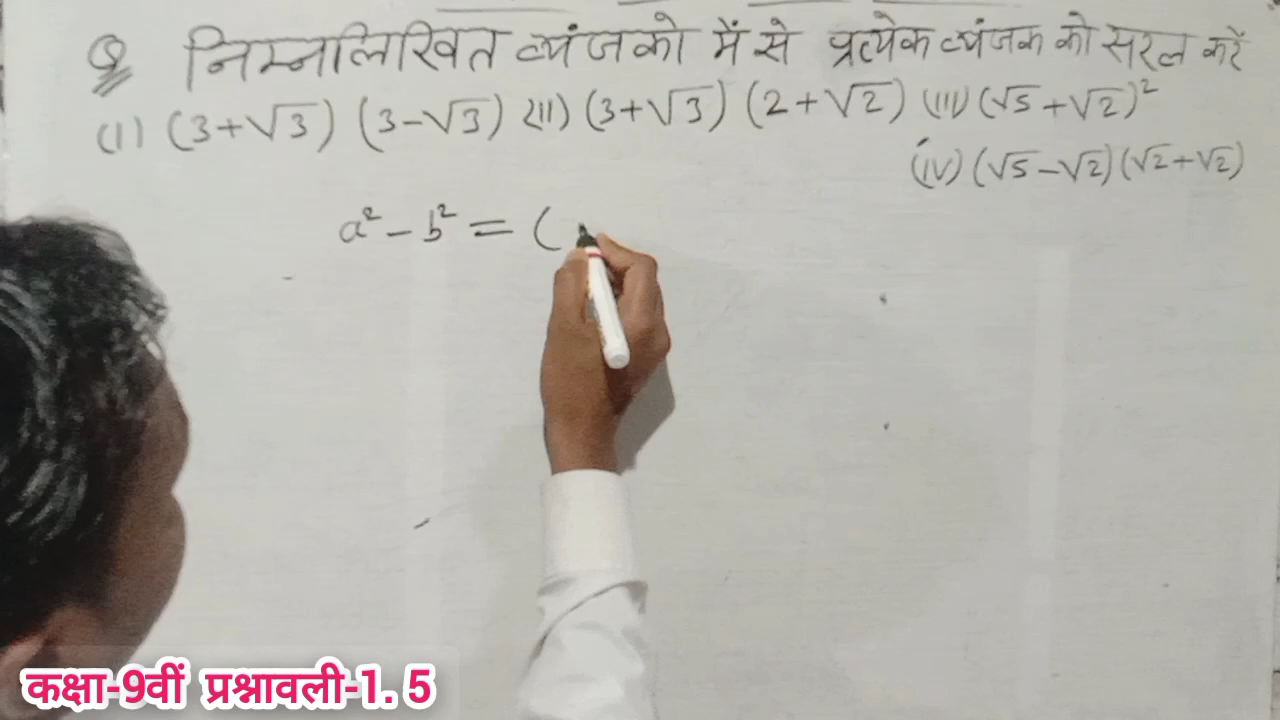 Q निम्नलिखित व्यंजको में से प्रत्येक व्यंजक को सरल करें
(I) (3+√3) (3-√3) (II) (3+√3) (2+√2) (III) (√5+√2)²
(IV) (√5-√2)(√2+√2)
a² - b² = (
कक्षा-9वीं प्रश्नावली-1.5